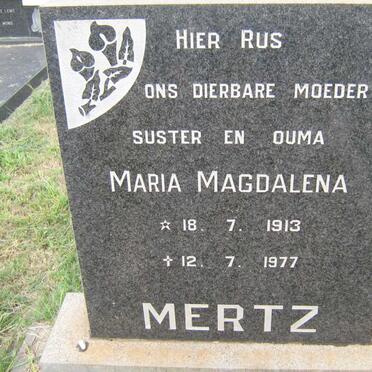 HIER RUS
ONS DIERBARE MOEDER
SUSTER EN OUMA
MARIA MAGDALENA
☆ 18. 7. 1913
✝ 12. 7. 1977
MERTZ